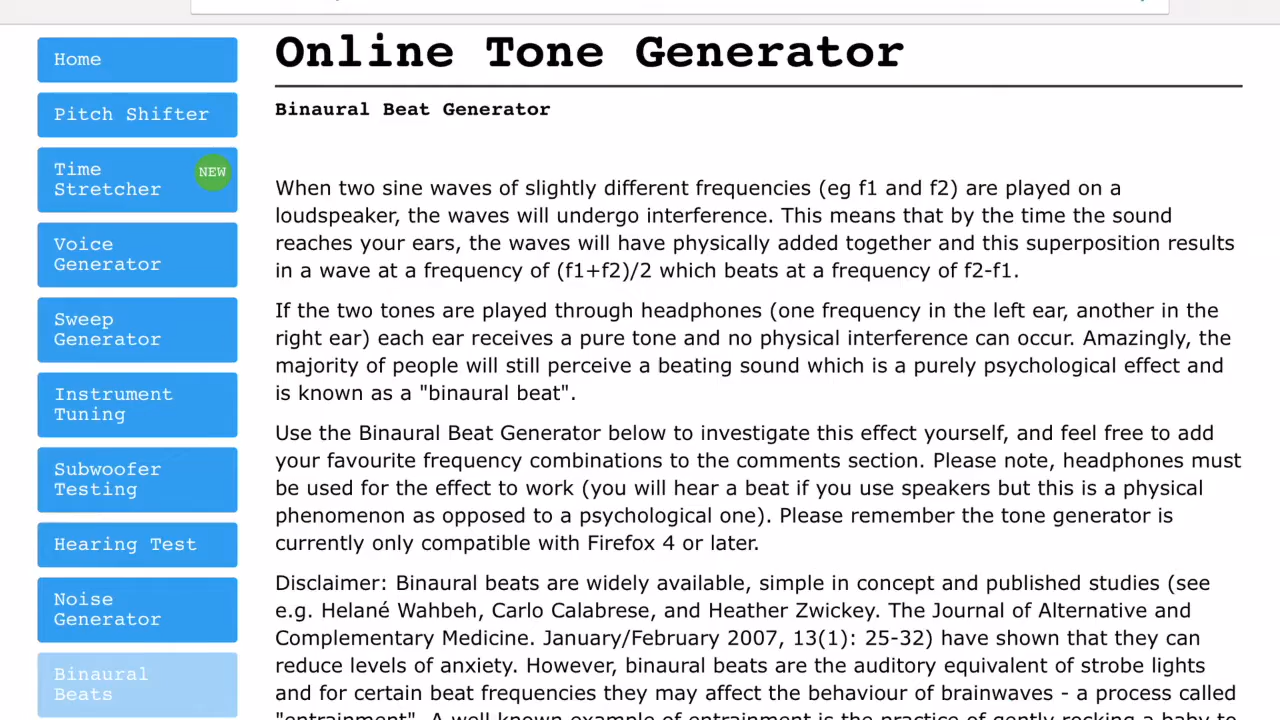 Home
Pitch Shifter
Time
Stretcher
NEW
Voice
Generator
Sweep
Generator
Instrument
Tuning
Subwoofer
Testing
Hearing Test
Noise
Generator
Binaural
Beats
Online Tone Generator
Binaural Beat Generator
When two sine waves of slightly different frequencies (eg f1 and f2) are played on a
loudspeaker, the waves will undergo interference. This means that by the time the sound
reaches your ears, the waves will have physically added together and this superposition results
in a wave at a frequency of (f1+f2)/2 which beats at a frequency of f2-f1.
If the two tones are played through headphones (one frequency in the left ear, another in the
right ear) each ear receives a pure tone and no physical interference can occur. Amazingly, the
majority of people will still perceive a beating sound which is a purely psychological effect and
is known as a "binaural beat".
Use the Binaural Beat Generator below to investigate this effect yourself, and feel free to add
your favourite frequency combinations to the comments section. Please note, headphones must
be used for the effect to work (you will hear a beat if you use speakers but this is a physical
phenomenon as opposed to a psychological one). Please remember the tone generator is
currently only compatible with Firefox 4 or later.
Disclaimer: Binaural beats are widely available, simple in concept and published studies (see
e.g. Helané Wahbeh, Carlo Calabrese, and Heather Zwickey. The Journal of Alternative and
Complementary Medicine. January/February 2007, 13(1): 25-32) have shown that they can
reduce levels of anxiety. However, binaural beats are the auditory equivalent of strobe lights
and for certain beat frequencies they may affect the behaviour of brainwaves - a process called
"entrainment". A well known example of entrainment is the practice of gently rocking a baby to